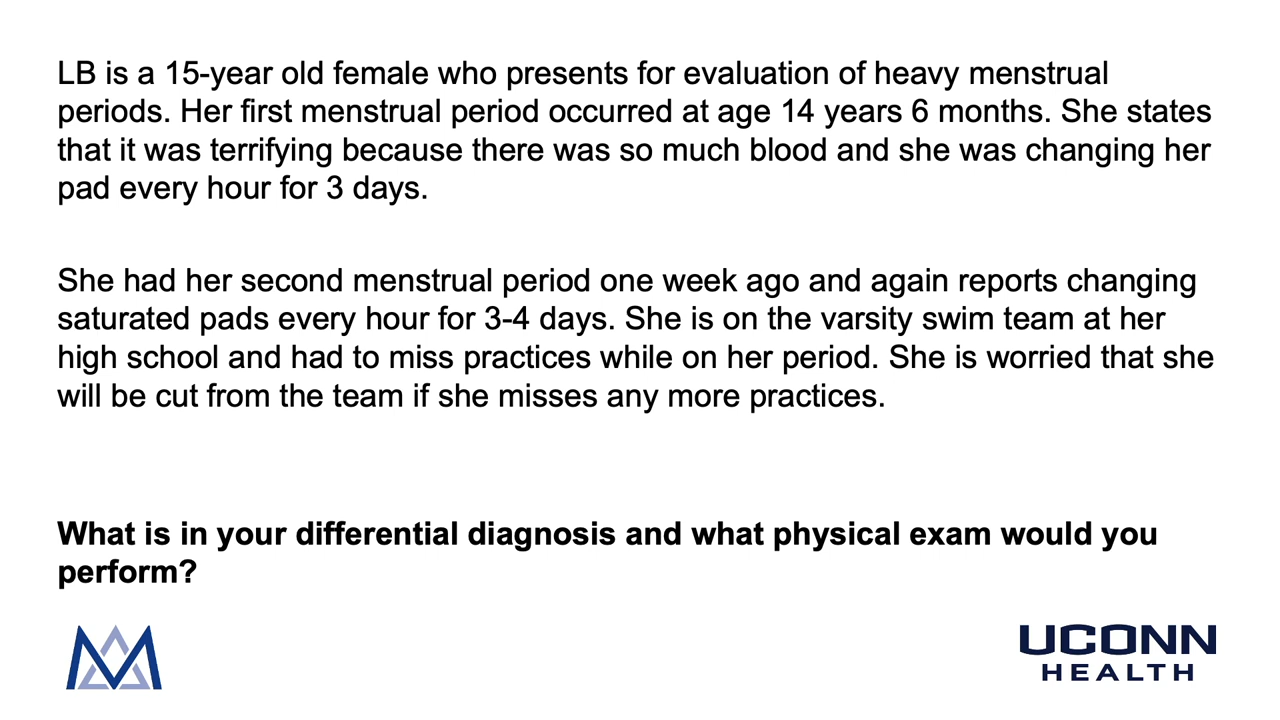 LB is a 15-year old female who presents for evaluation of heavy menstrual
periods. Her first menstrual period occurred at age 14 years 6 months. She states
that it was terrifying because there was so much blood and she was changing her
pad every hour for 3 days.
She had her second menstrual period one week ago and again reports changing
saturated pads every hour for 3-4 days. She is on the varsity swim team at her
high school and had to miss practices while on her period. She is worried that she
will be cut from the team if she misses any more practices.
What is in your differential diagnosis and what physical exam would you
perform?
UCONN
HEALTH